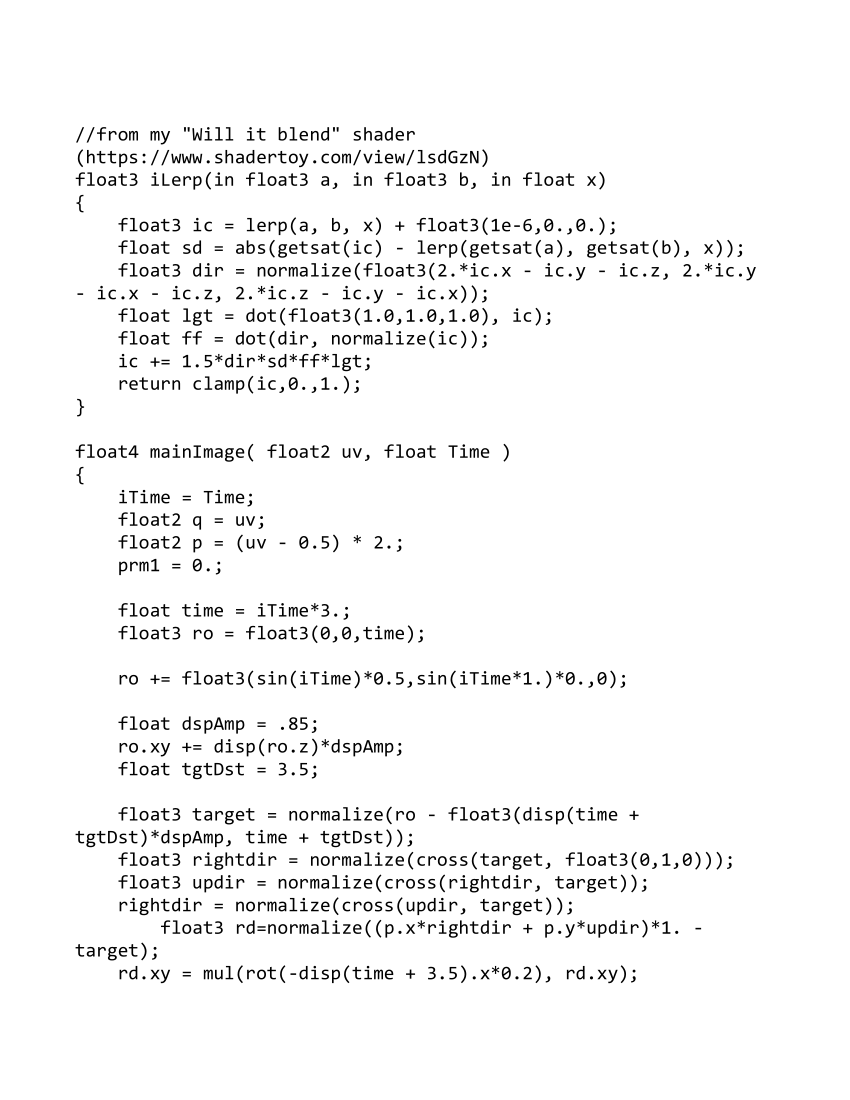 //from my "Will it blend" shader
(https://www.shadertoy.com/view/lsdGzN)
float3 iLerp(in float3 a, in float3 b, in float x)
{
    float3 ic = lerp(a, b, x) + float3(1e-6,0.,0.);
    float sd = abs(getsat(ic) - lerp(getsat(a), getsat(b), x));
    float3 dir = normalize(float3(2.*ic.x - ic.y - ic.z, 2.*ic.y
- ic.x - ic.z, 2.*ic.z - ic.y - ic.x));
    float lgt = dot(float3(1.0,1.0,1.0), ic);
    float ff = dot(dir, normalize(ic));
    ic += 1.5*dir*sd*ff*lgt;
    return clamp(ic,0.,1.);
}

float4 mainImage( float2 uv, float Time )
{
    iTime = Time;
    float2 q = uv;
    float2 p = (uv - 0.5) * 2.;
    prm1 = 0.;

    float time = iTime*3.;
    float3 ro = float3(0,0,time);

    ro += float3(sin(iTime)*0.5,sin(iTime*1.)*0.,0);

    float dspAmp = .85;
    ro.xy += disp(ro.z)*dspAmp;
    float tgtDst = 3.5;

    float3 target = normalize(ro - float3(disp(time +
tgtDst)*dspAmp, time + tgtDst));
    float3 rightdir = normalize(cross(target, float3(0,1,0)));
    float3 updir = normalize(cross(rightdir, target));
    rightdir = normalize(cross(updir, target));
        float3 rd=normalize((p.x*rightdir + p.y*updir)*1. -
target);
    rd.xy = mul(rot(-disp(time + 3.5).x*0.2), rd.xy);